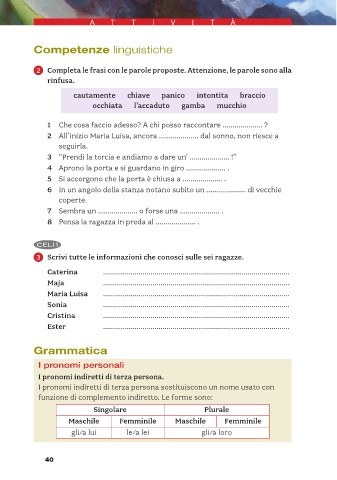 ATTIVITÀ
Competenze linguistiche
2 Completa le frasi con le parole proposte. Attenzione, le parole sono alla
rinfusa.
cautamente chiave panico intontita braccio
occhiata l'accaduto gamba mucchio
1 Che cosa faccio adesso? A chi posso raccontare ................... ?
2 All'inizio Maria Luisa, ancora ................... dal sonno, non riesce a
seguirla.
3 "Prendi la torcia e andiamo a dare un' ................... !"
4 Aprono la porta e si guardano in giro ................... .
5 Si accorgono che la porta è chiusa a ................... .
6 In un angolo della stanza notano subito un ................... di vecchie
coperte.
7 Sembra un ................... o forse una ................... .
8 Pensa la ragazza in preda al ................... .
CELI 1
3 Scrivi tutte le informazioni che conosci sulle sei ragazze.
Caterina ................................................................................
Maja ................................................................................
Maria Luisa ................................................................................
Sonia ................................................................................
Cristina ................................................................................
Ester ................................................................................
Grammatica
I pronomi personali
I pronomi indiretti di terza persona.
I pronomi indiretti di terza persona sostituiscono un nome usato con
funzione di complemento indiretto. Le forme sono:
Singolare Plurale
Maschile Femminile Maschile Femminile
gli/a lui le/a lei gli/a loro
40